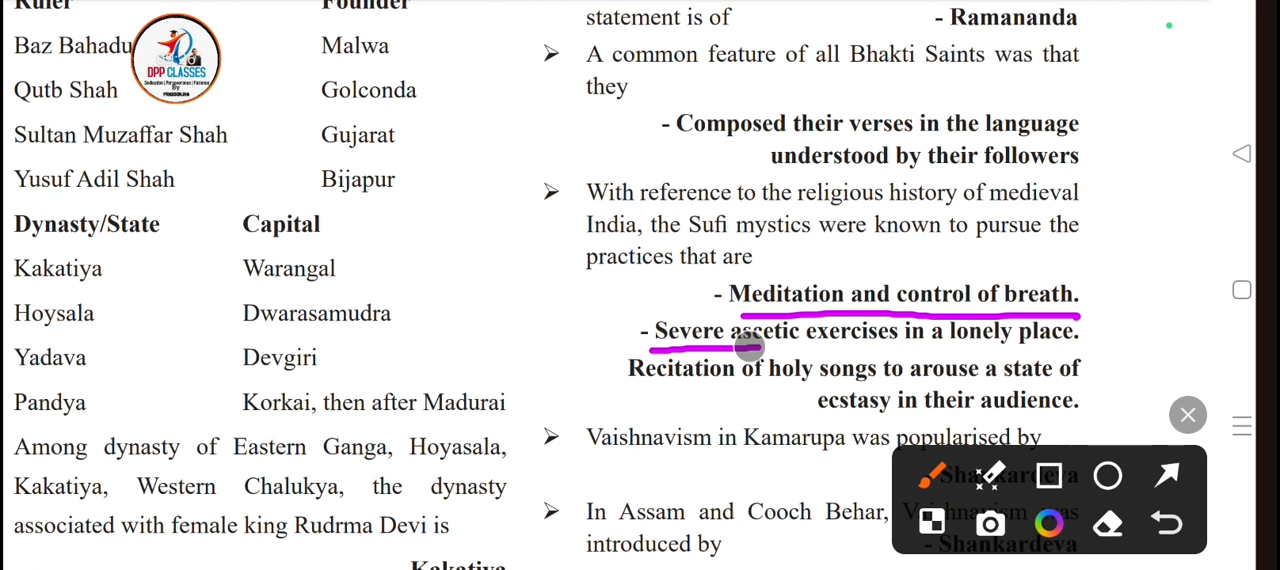 Ruler Founder
Baz Bahadu Malwa
Qutb Shah Golconda
Sultan Muzaffar Shah Gujarat
Yusuf Adil Shah Bijapur
Dynasty/State Capital
Kakatiya Warangal
Hoysala Dwarasamudra
Yadava Devgiri
Pandya Korkai, then after Madurai
Among dynasty of Eastern Ganga, Hoyasala,
Kakatiya, Western Chalukya, the dynasty
associated with female king Rudrma Devi is
Kakatiya
DPP CLASSES
By
statement is of - Ramananda
A common feature of all Bhakti Saints was that
they
- Composed their verses in the language
understood by their followers
With reference to the religious history of medieval
India, the Sufi mystics were known to pursue the
practices that are
- Meditation and control of breath.
- Severe ascetic exercises in a lonely place.
Recitation of holy songs to arouse a state of
ecstasy in their audience.
Vaishnavism in Kamarupa was popularised by
Shankardeva
In Assam and Cooch Behar, Vaishnavism was
introduced by - Shankardeva